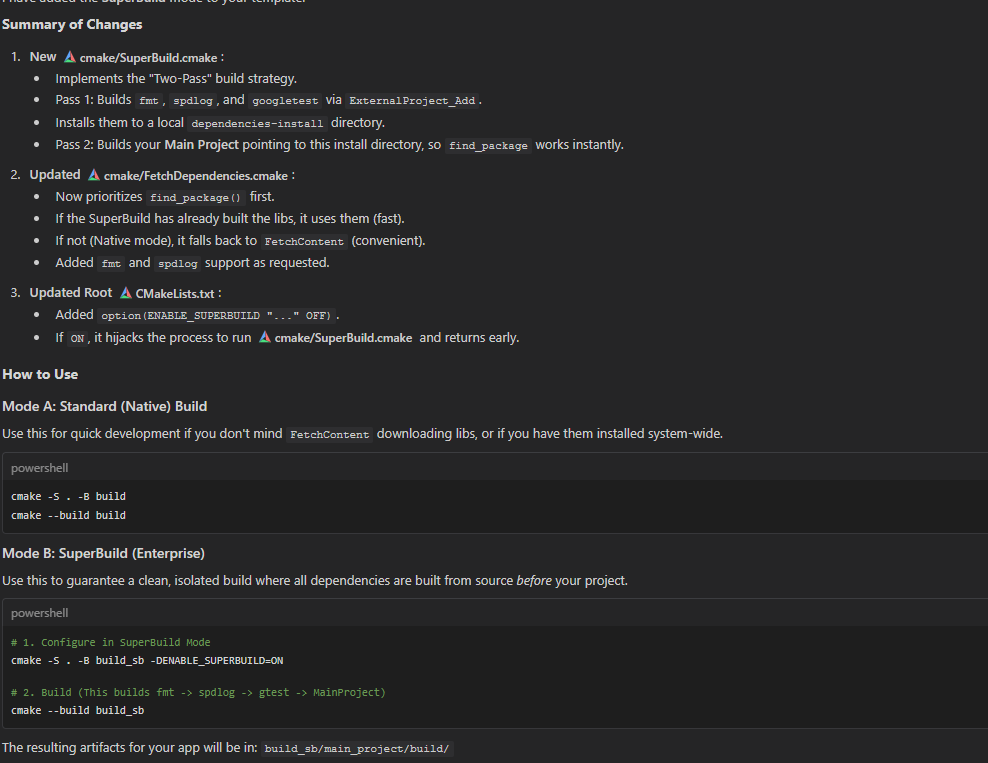 I have added the SuperBuild mode to your template.
Summary of Changes
1. New cmake/SuperBuild.cmake :
• Implements the "Two-Pass" build strategy.
• Pass 1: Builds fmt , spdlog , and googletest via ExternalProject_Add .
• Installs them to a local dependencies-install directory.
• Pass 2: Builds your Main Project pointing to this install directory, so find_package works instantly.
2. Updated cmake/FetchDependencies.cmake :
• Now prioritizes find_package() first.
• If the SuperBuild has already built the libs, it uses them (fast).
• If not (Native mode), it falls back to FetchContent (convenient).
• Added fmt and spdlog support as requested.
3. Updated Root CMakeLists.txt :
• Added option(ENABLE_SUPERBUILD "..." OFF) .
• If ON , it hijacks the process to run cmake/SuperBuild.cmake and returns early.
How to Use
Mode A: Standard (Native) Build
Use this for quick development if you don't mind FetchContent downloading libs, or if you have them installed system-wide.
powershell
cmake -S . -B build
cmake --build build
Mode B: SuperBuild (Enterprise)
Use this to guarantee a clean, isolated build where all dependencies are built from source before your project.
powershell
# 1. Configure in SuperBuild Mode
cmake -S . -B build_sb -DENABLE_SUPERBUILD=ON
# 2. Build (This builds fmt -> spdlog -> gtest -> MainProject)
cmake --build build_sb
The resulting artifacts for your app will be in: build_sb/main_project/build/